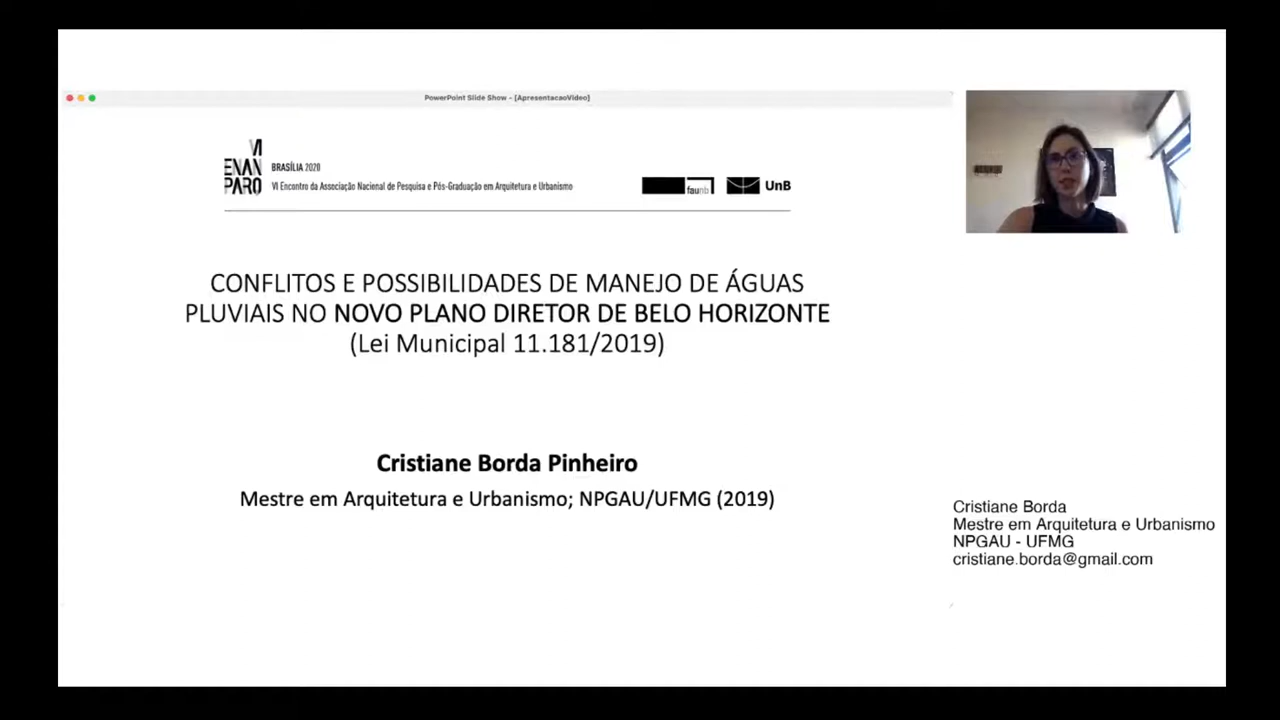 PowerPoint Slide Show - [ApresentacaoVideo]
VI
ENAN
PARQ
BRASÍLIA 2020
VI Encontro da Associação Nacional de Pesquisa e Pós-Graduação em Arquitetura e Urbanismo
faunb
UnB
CONFLITOS E POSSIBILIDADES DE MANEJO DE ÁGUAS
PLUVIAIS NO NOVO PLANO DIRETOR DE BELO HORIZONTE
(Lei Municipal 11.181/2019)
Cristiane Borda Pinheiro
Mestre em Arquitetura e Urbanismo; NPGAU/UFMG (2019)
Cristiane Borda
Mestre em Arquitetura e Urbanismo
NPGAU - UFMG
cristiane.borda@gmail.com